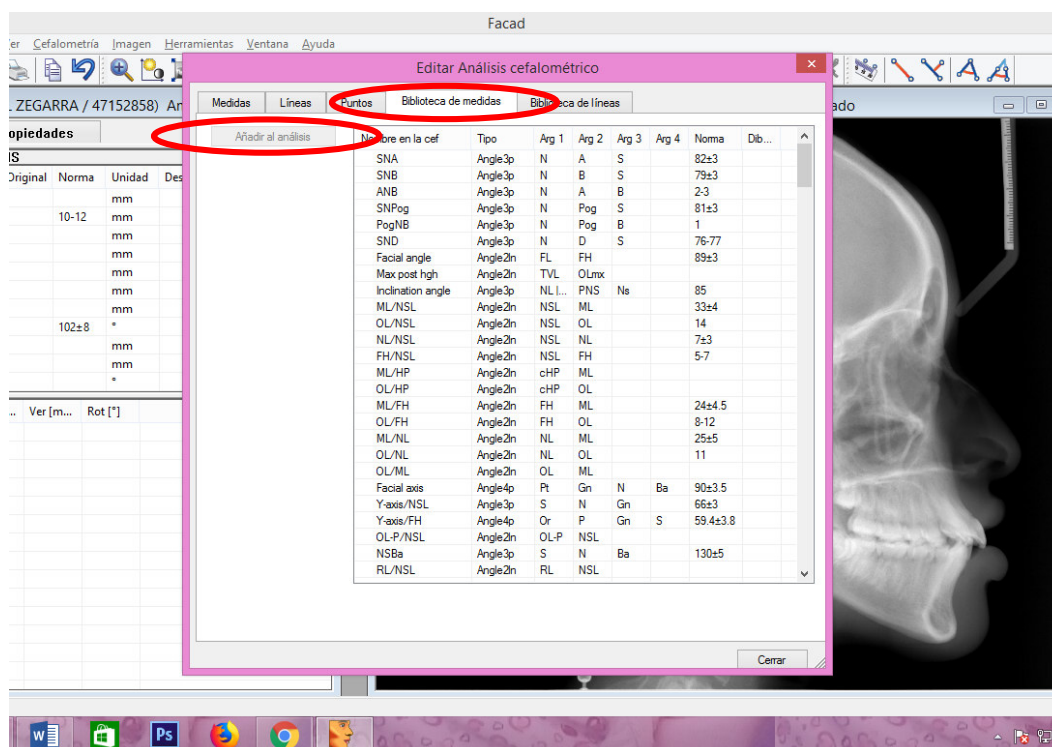 Facad
er Cefalometría Imagen Herramientas Ventana Ayuda
Editar Análisis cefalométrico
ZEGARRA / 47152858) An
ado
Medidas Líneas Puntos Biblioteca de medidas Biblioteca de líneas
opiedades
Añadir al análisis
IS
Original Norma Unidad Des
mm
10-12 mm
mm
mm
mm
mm
mm
102±8 °
mm
mm
°
... Ver [m... Rot [°]
Nombre en la cef Tipo Arg 1 Arg 2 Arg 3 Arg 4 Norma Dib...
SNA Angle3p N A S 82±3
SNB Angle3p N B S 79±3
ANB Angle3p N A B 2-3
SNPog Angle3p N Pog S 81±3
PogNB Angle3p N Pog B 1
SND Angle3p N D S 76-77
Facial angle Angle2ln FL FH 89±3
Max post hgh Angle2ln TVL OLmx
Inclination angle Angle3p NL |... PNS Ns 85
ML/NSL Angle2ln NSL ML 33±4
OL/NSL Angle2ln NSL OL 14
NL/NSL Angle2ln NSL NL 7±3
FH/NSL Angle2ln NSL FH 5-7
ML/HP Angle2ln cHP ML
OL/HP Angle2ln cHP OL
ML/FH Angle2ln FH ML 24±4.5
OL/FH Angle2ln FH OL 8-12
ML/NL Angle2ln NL ML 25±5
OL/NL Angle2ln NL OL 11
OL/ML Angle2ln OL ML
Facial axis Angle4p Pt Gn N Ba 90±3.5
Y-axis/NSL Angle3p S N Gn 66±3
Y-axis/FH Angle4p Or P Gn S 59.4±3.8
OL-P/NSL Angle2ln OL-P NSL
NSBa Angle3p S N Ba 130±5
RL/NSL Angle2ln RL NSL
Cerrar
W Ps